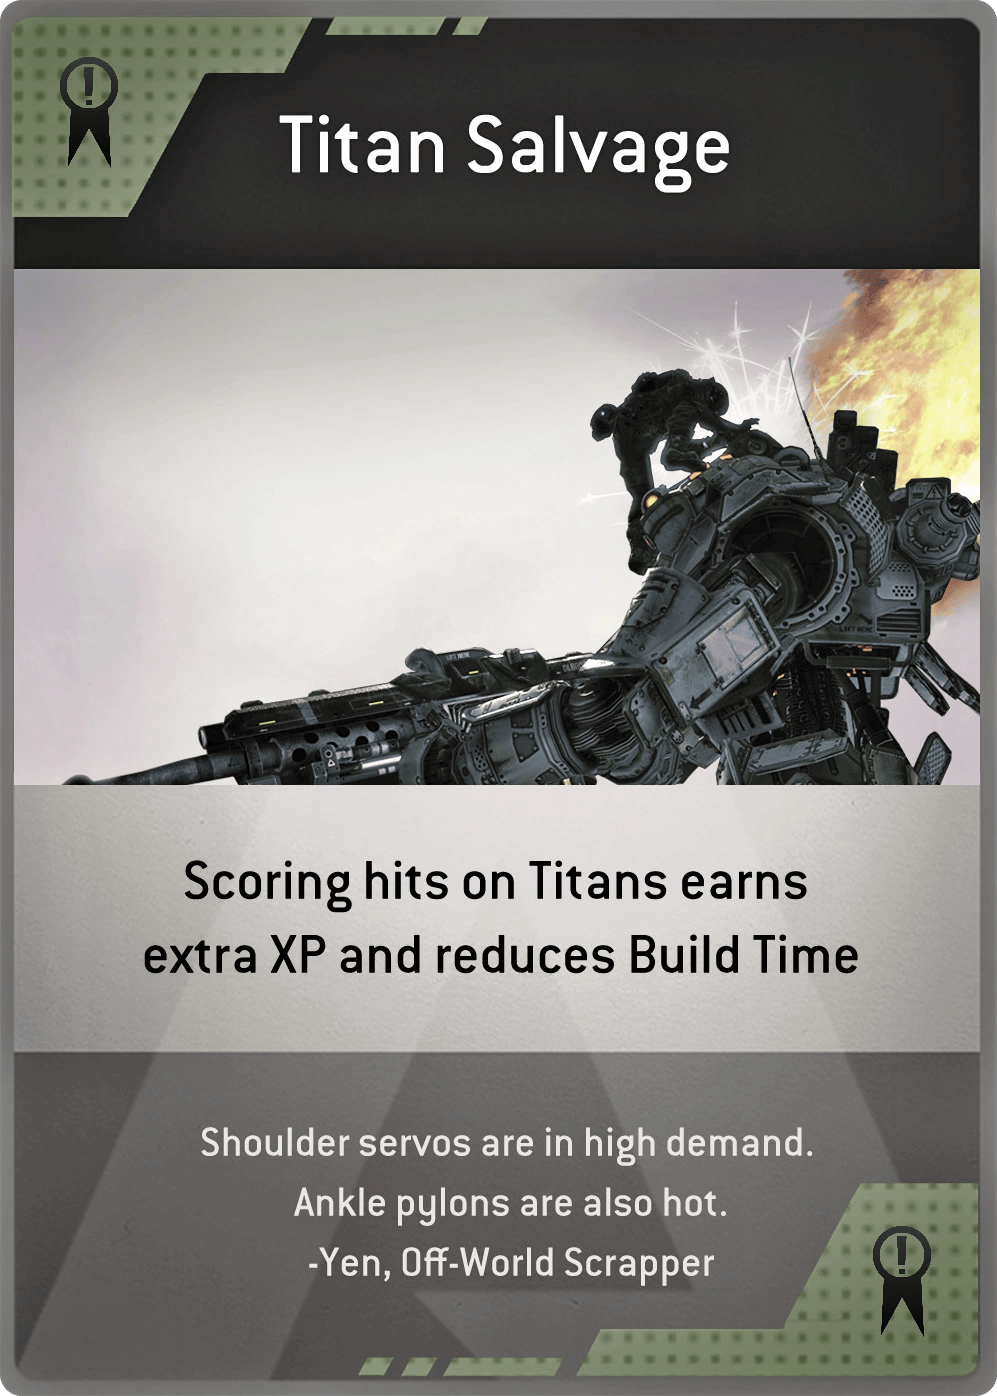 Titan Salvage
Scoring hits on Titans earns
extra XP and reduces Build Time
Shoulder servos are in high demand.
Ankle pylons are also hot.
-Yen, Off-World Scrapper